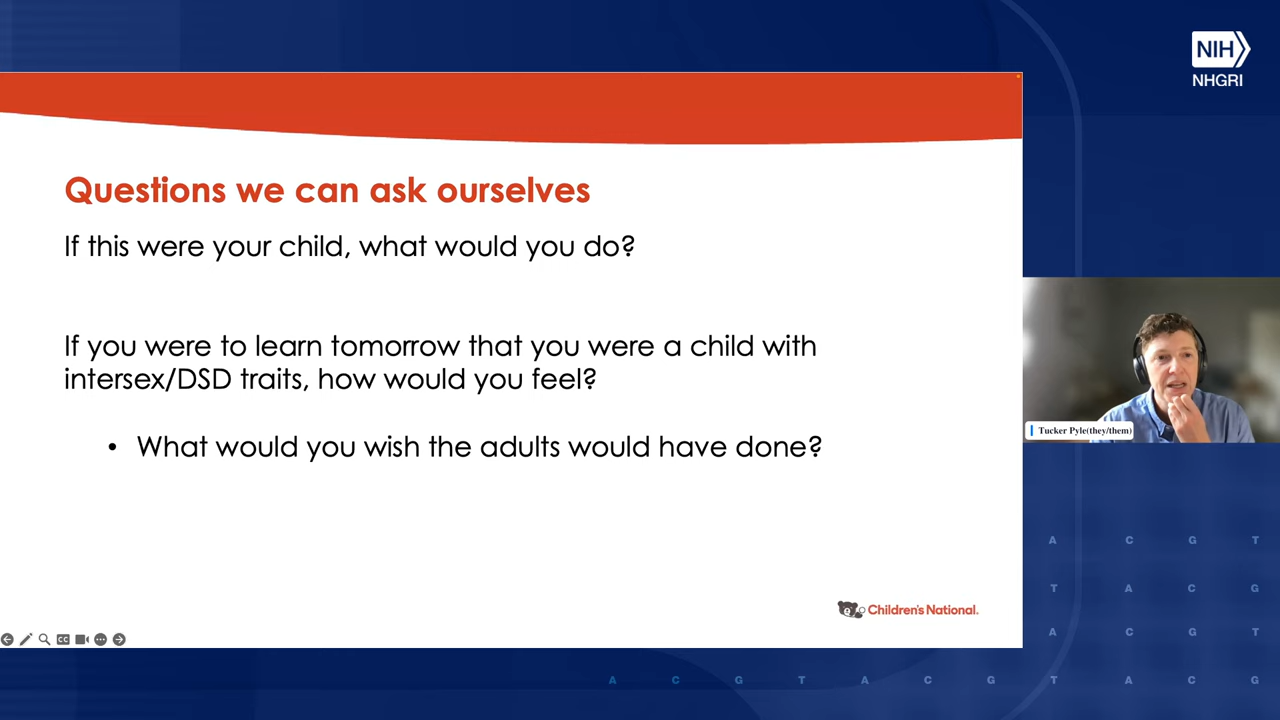 NIH
NHGRI
Questions we can ask ourselves
If this were your child, what would you do?
If you were to learn tomorrow that you were a child with
intersex/DSD traits, how would you feel?
• What would you wish the adults would have done?
Tucker Pyle(they/them)
Children's National.
CC
A C G T
T A C G
A C G T
A C G T A C G T A C G